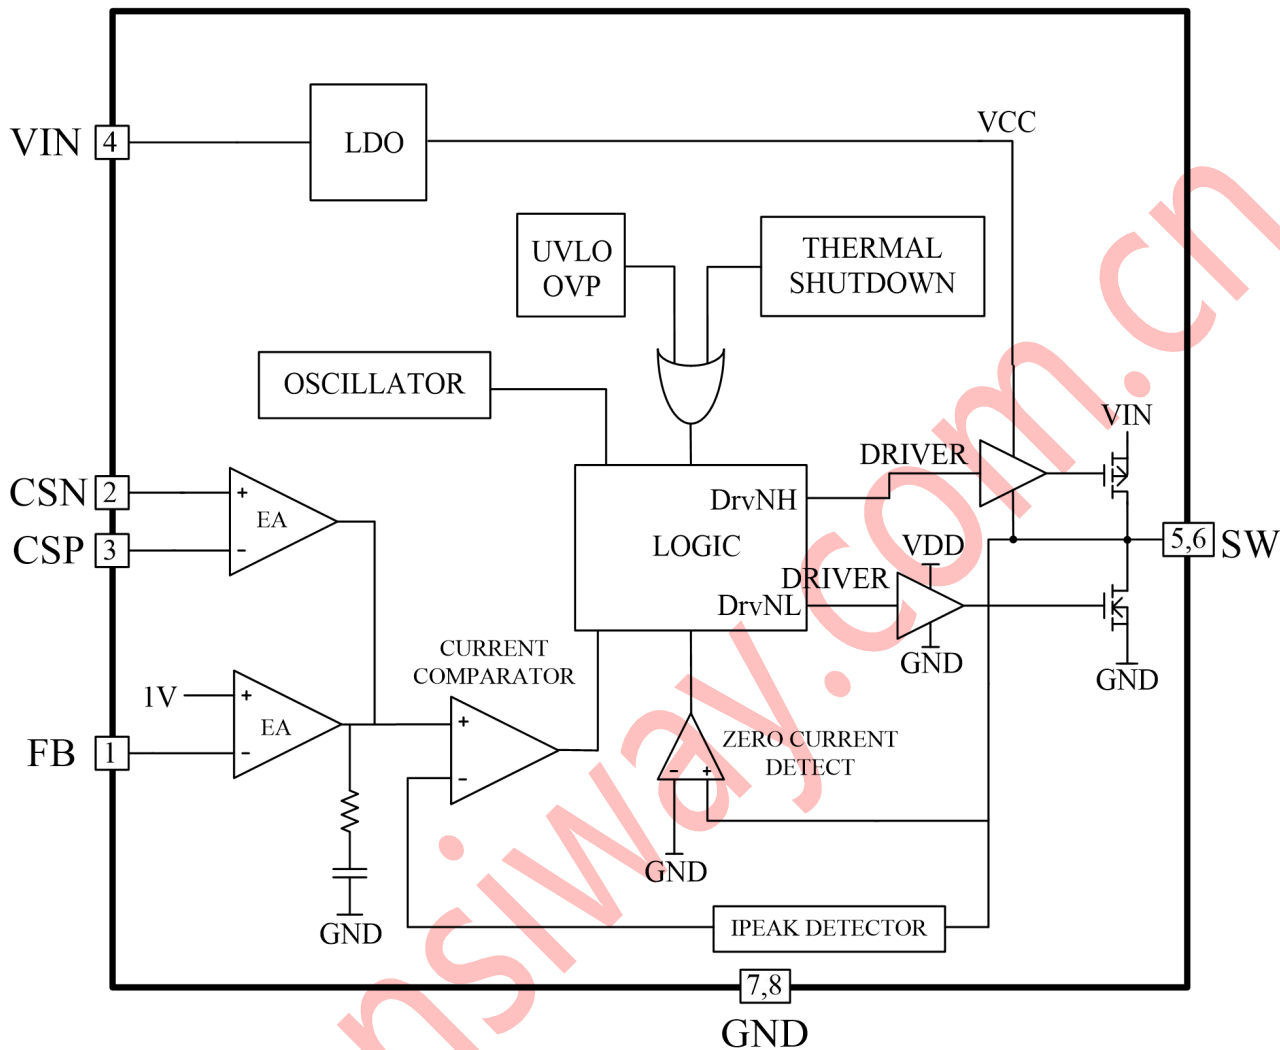 VIN 4
LDO
VCC
UVLO
OVP
THERMAL
SHUTDOWN
OSCILLATOR
VIN
CSN 2
+
EA
CSP 3
-
DRIVER
DrvNH
LOGIC
VDD
5,6 SW
DRIVER
DrvNL
GND
GND
CURRENT
COMPARATOR
1V
+
EA
FB 1
-
+
-
ZERO CURRENT
DETECT
- +
GND
GND
IPEAK DETECTOR
7,8
GND
nsiway.com.cn